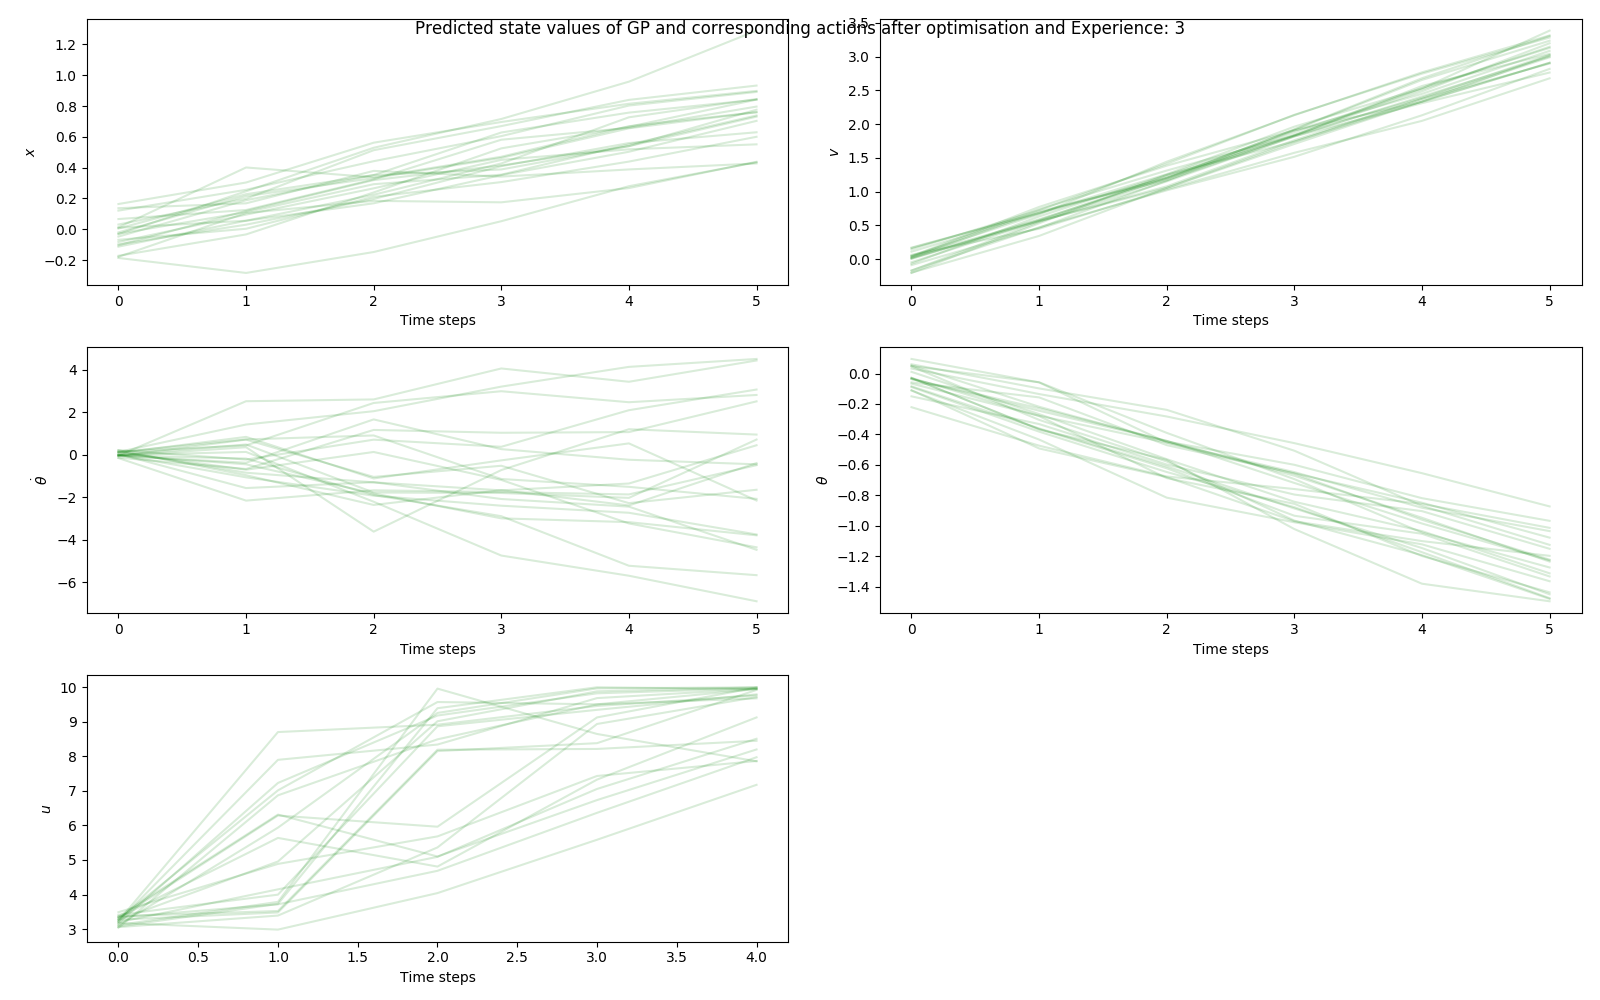 Predicted state values of GP and corresponding actions after optimisation and Experience: 3
1.2
1.0
0.8
0.6
0.4
0.2
0.0
−0.2
x
0 1 2 3 4 5
Time steps
3.5
3.0
2.5
2.0
1.5
1.0
0.5
0.0
v
0 1 2 3 4 5
Time steps
4
2
0
−2
−4
−6
θ̇
0 1 2 3 4 5
Time steps
0.0
−0.2
−0.4
−0.6
−0.8
−1.0
−1.2
−1.4
θ
0 1 2 3 4 5
Time steps
10
9
8
7
6
5
4
3
u
0.0 0.5 1.0 1.5 2.0 2.5 3.0 3.5 4.0
Time steps